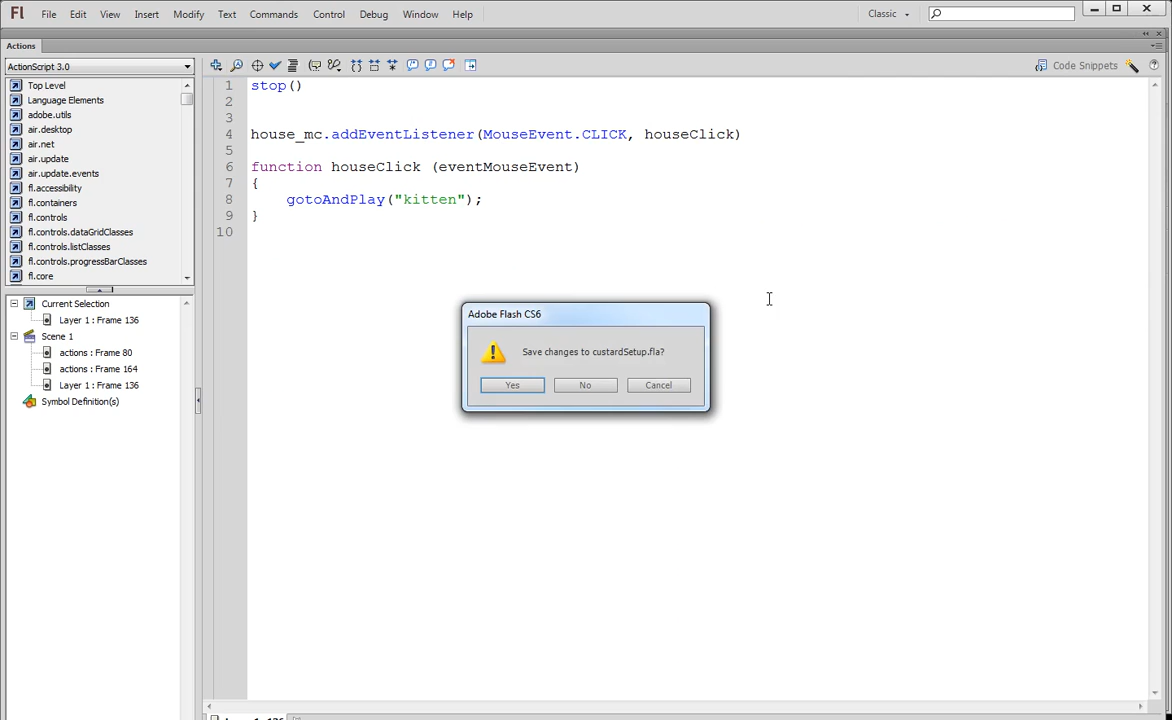 Fl File Edit View Insert Modify Text Commands Control Debug Window Help Classic
Actions
ActionScript 3.0
Code Snippets
Top Level
Language Elements
adobe.utils
air.desktop
air.net
air.update
air.update.events
fl.accessibility
fl.containers
fl.controls
fl.controls.dataGridClasses
fl.controls.listClasses
fl.controls.progressBarClasses
fl.core
Current Selection
Layer 1 : Frame 136
Scene 1
actions : Frame 80
actions : Frame 164
Layer 1 : Frame 136
Symbol Definition(s)
1 stop()
2
3
4 house_mc.addEventListener(MouseEvent.CLICK, houseClick)
5
6 function houseClick (eventMouseEvent)
7 {
8 gotoAndPlay("kitten");
9 }
10
Adobe Flash CS6
Save changes to custardSetup.fla?
Yes No Cancel